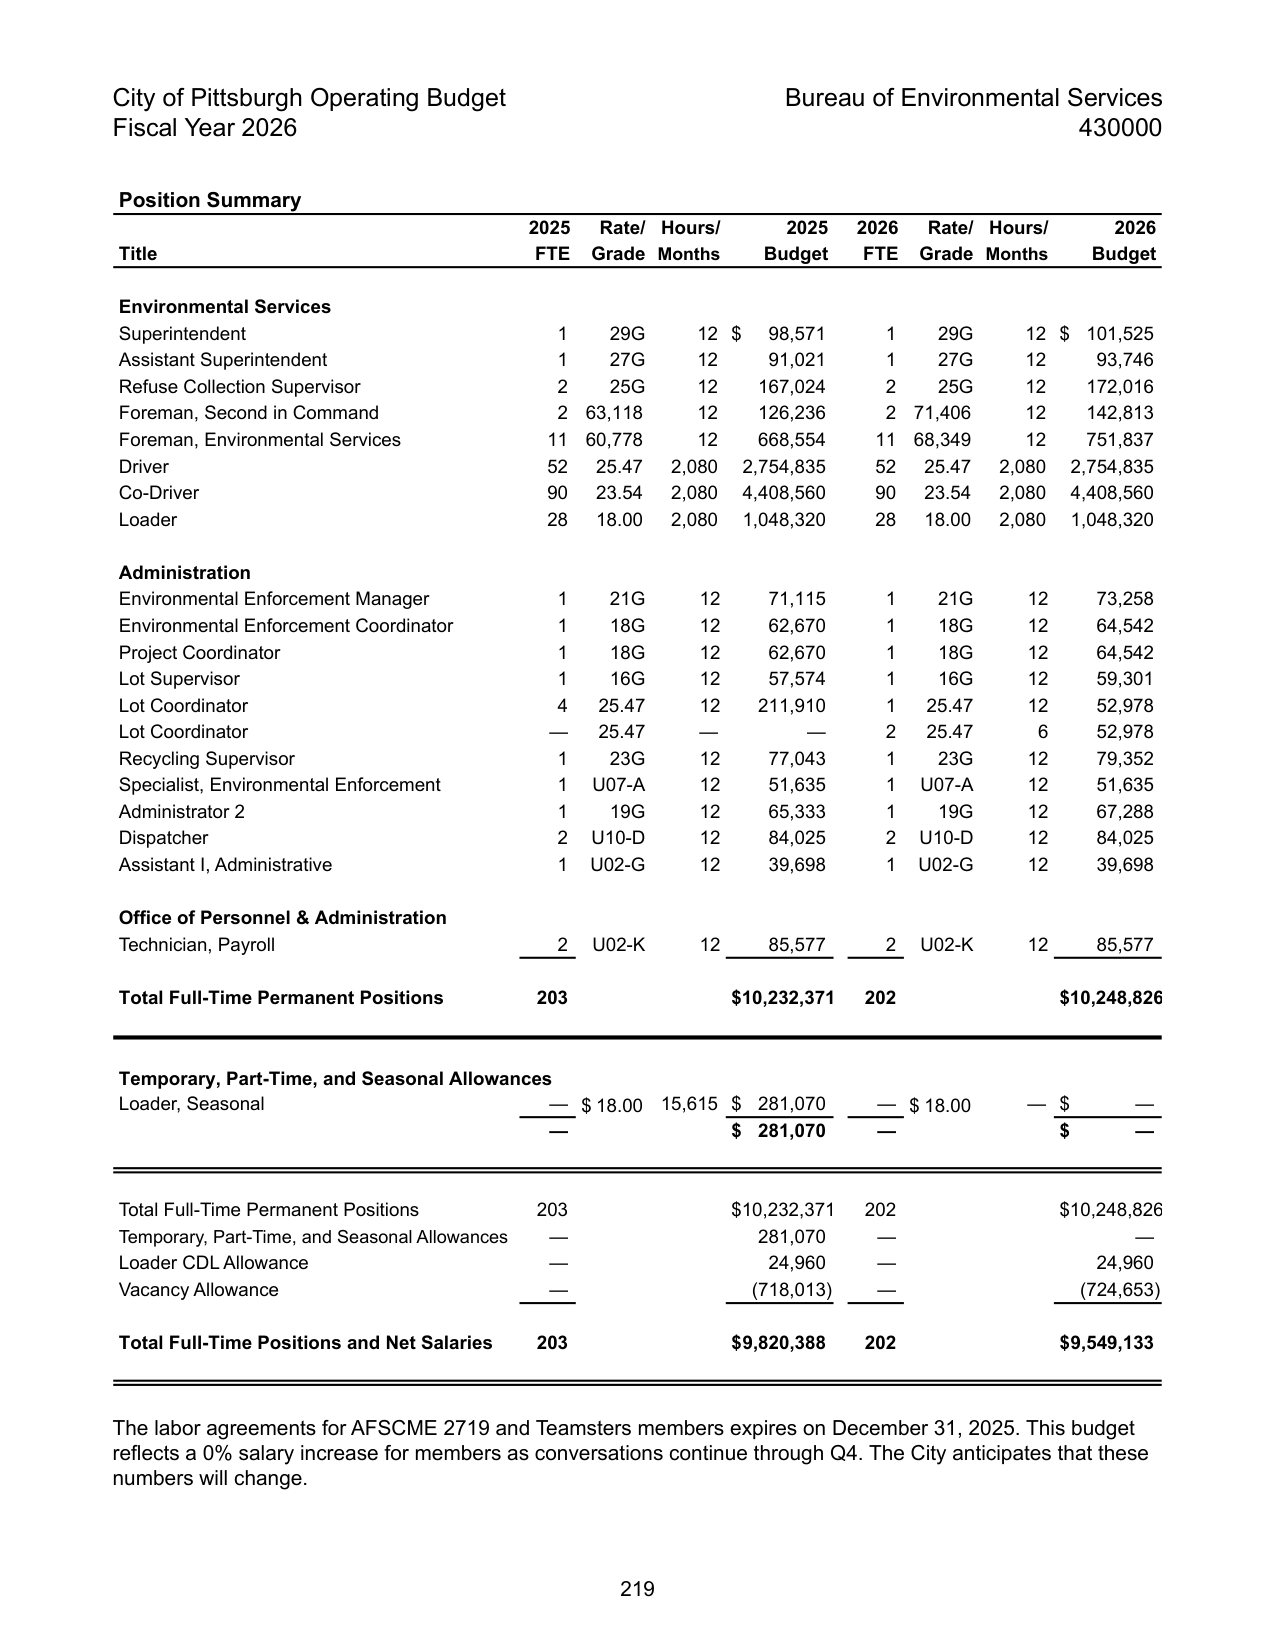 City of Pittsburgh Operating Budget Bureau of Environmental Services
Fiscal Year 2026 430000
Position Summary
2025 Rate/ Hours/ 2025 2026 Rate/ Hours/ 2026
Title FTE Grade Months Budget FTE Grade Months Budget
Environmental Services
Superintendent 1 29G 12 $ 98,571 1 29G 12 $ 101,525
Assistant Superintendent 1 27G 12 91,021 1 27G 12 93,746
Refuse Collection Supervisor 2 25G 12 167,024 2 25G 12 172,016
Foreman, Second in Command 2 63,118 12 126,236 2 71,406 12 142,813
Foreman, Environmental Services 11 60,778 12 668,554 11 68,349 12 751,837
Driver 52 25.47 2,080 2,754,835 52 25.47 2,080 2,754,835
Co-Driver 90 23.54 2,080 4,408,560 90 23.54 2,080 4,408,560
Loader 28 18.00 2,080 1,048,320 28 18.00 2,080 1,048,320
Administration
Environmental Enforcement Manager 1 21G 12 71,115 1 21G 12 73,258
Environmental Enforcement Coordinator 1 18G 12 62,670 1 18G 12 64,542
Project Coordinator 1 18G 12 62,670 1 18G 12 64,542
Lot Supervisor 1 16G 12 57,574 1 16G 12 59,301
Lot Coordinator 4 25.47 12 211,910 1 25.47 12 52,978
Lot Coordinator — 25.47 — — 2 25.47 6 52,978
Recycling Supervisor 1 23G 12 77,043 1 23G 12 79,352
Specialist, Environmental Enforcement 1 U07-A 12 51,635 1 U07-A 12 51,635
Administrator 2 1 19G 12 65,333 1 19G 12 67,288
Dispatcher 2 U10-D 12 84,025 2 U10-D 12 84,025
Assistant I, Administrative 1 U02-G 12 39,698 1 U02-G 12 39,698
Office of Personnel & Administration
Technician, Payroll 2 U02-K 12 85,577 2 U02-K 12 85,577
Total Full-Time Permanent Positions 203 $10,232,371 202 $10,248,826
Temporary, Part-Time, and Seasonal Allowances
Loader, Seasonal — $ 18.00 15,615 $ 281,070 — $ 18.00 — $ —
— $ 281,070 — $ —
Total Full-Time Permanent Positions 203 $10,232,371 202 $10,248,826
Temporary, Part-Time, and Seasonal Allowances — 281,070 — —
Loader CDL Allowance — 24,960 — 24,960
Vacancy Allowance — (718,013) — (724,653)
Total Full-Time Positions and Net Salaries 203 $9,820,388 202 $9,549,133
The labor agreements for AFSCME 2719 and Teamsters members expires on December 31, 2025. This budget
reflects a 0% salary increase for members as conversations continue through Q4. The City anticipates that these
numbers will change.
219